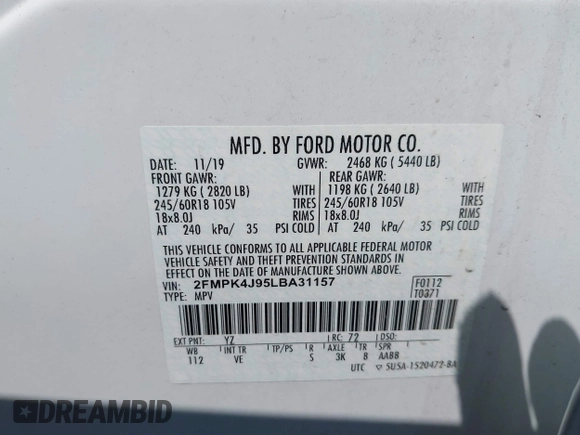 MFD. BY FORD MOTOR CO.
DATE: 11/19 GVWR: 2468 KG ( 5440 LB)
FRONT GAWR: REAR GAWR:
1279 KG ( 2820 LB) WITH 1198 KG ( 2640 LB) WITH
245/60R18 105V TIRES 245/60R18 105V TIRES
18x8.0J RIMS 18x8.0J RIMS
AT 240 kPa/ 35 PSI COLD AT 240 kPa/ 35 PSI COLD
THIS VEHICLE CONFORMS TO ALL APPLICABLE FEDERAL MOTOR
VEHICLE SAFETY AND THEFT PREVENTION STANDARDS IN
EFFECT ON THE DATE OF MANUFACTURE SHOWN ABOVE.
VIN: 2FMPK4J95LBA31157 F0112
TYPE: MPV T0371
EXT PNT: YZ RC: 72 DSO:
WB INT TR TP/PS R AXLE TR SPR
112 VE S 3K 8 AABB
UTC ▽ 5U5A-1520472-BA
DREAMBID